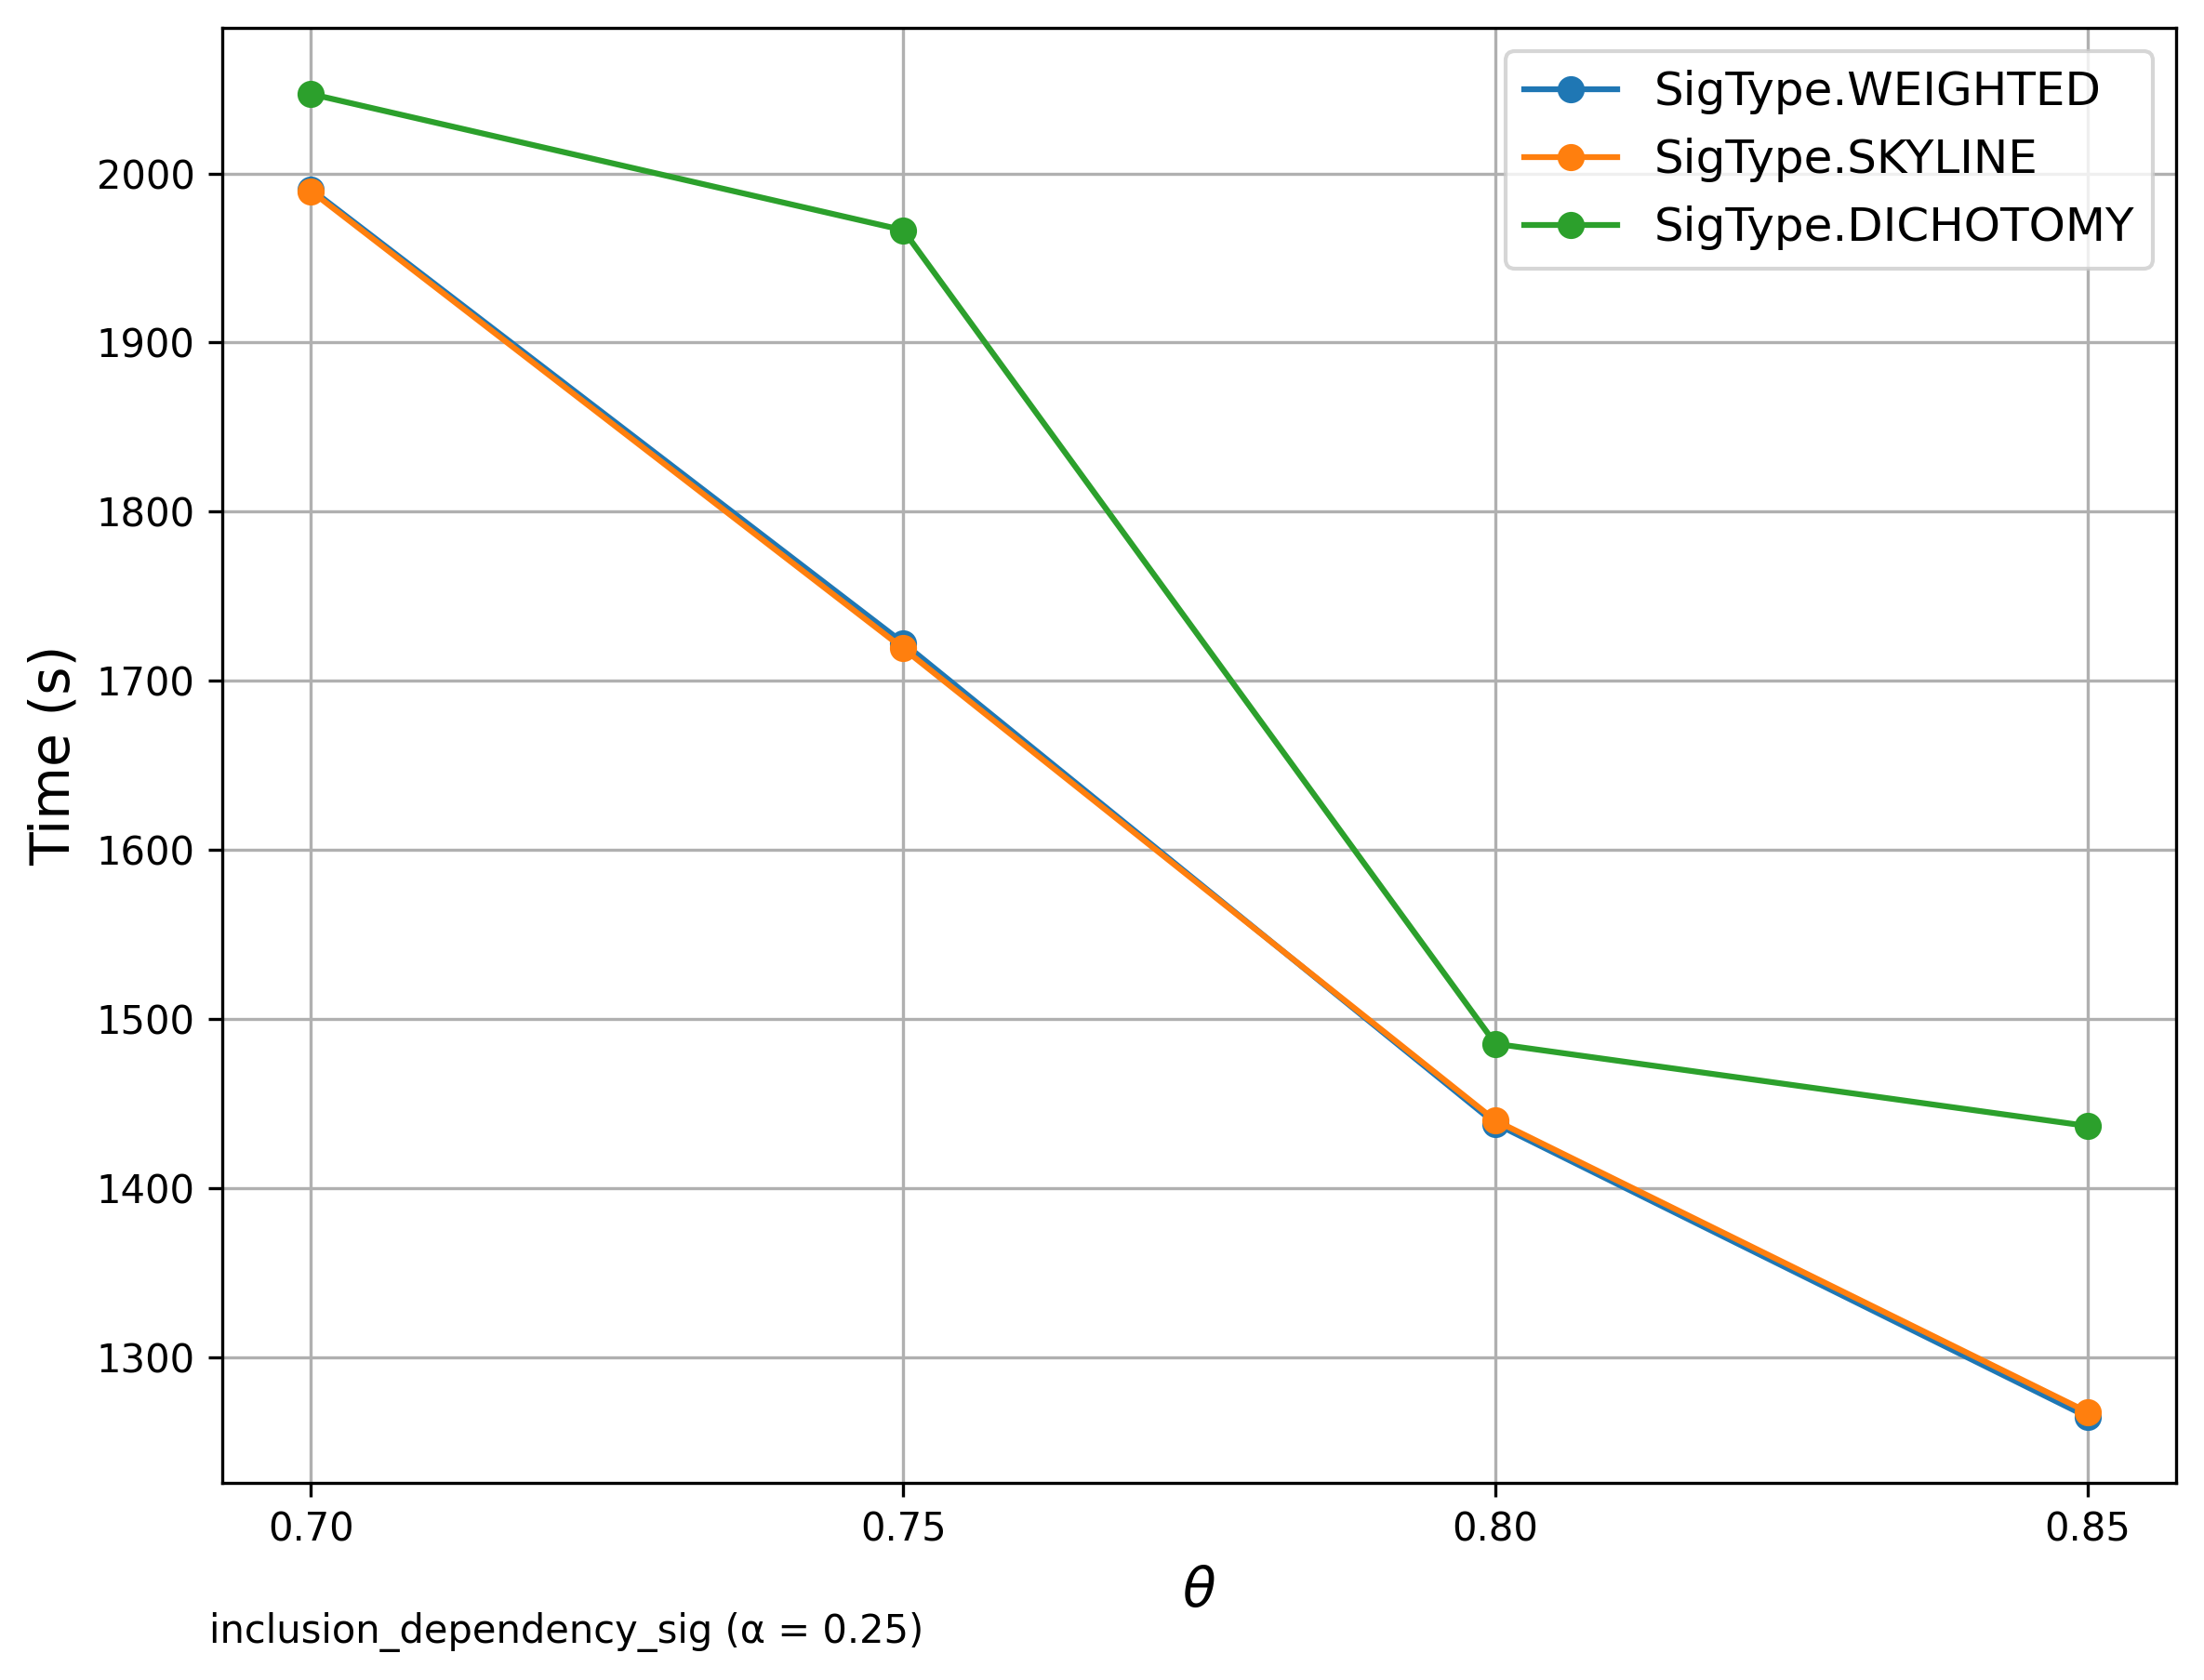 SigType.WEIGHTED
SigType.SKYLINE
SigType.DICHOTOMY
Time (s)
2000
1900
1800
1700
1600
1500
1400
1300
0.70 0.75 0.80 0.85
θ
inclusion_dependency_sig (α = 0.25)